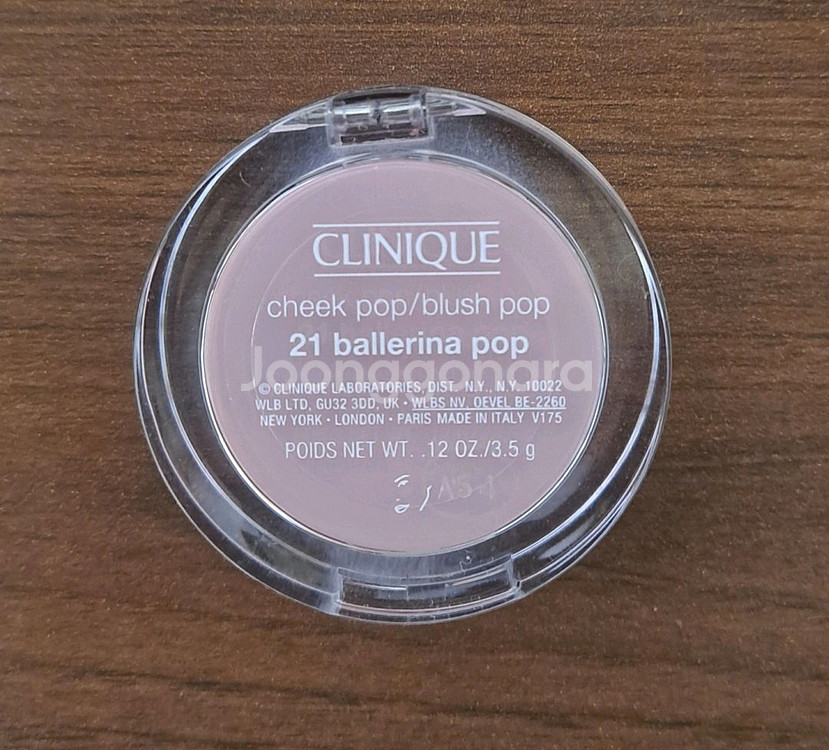 CLINIQUE
cheek pop/blush pop
21 ballerina pop
Joonggonara
© CLINIQUE LABORATORIES, DIST. N.Y., N.Y. 10022
WLB LTD, GU32 3DD, UK • WLBS NV, OEVEL BE-2260
NEW YORK • LONDON • PARIS MADE IN ITALY V175
POIDS NET WT. .12 OZ./3.5 g